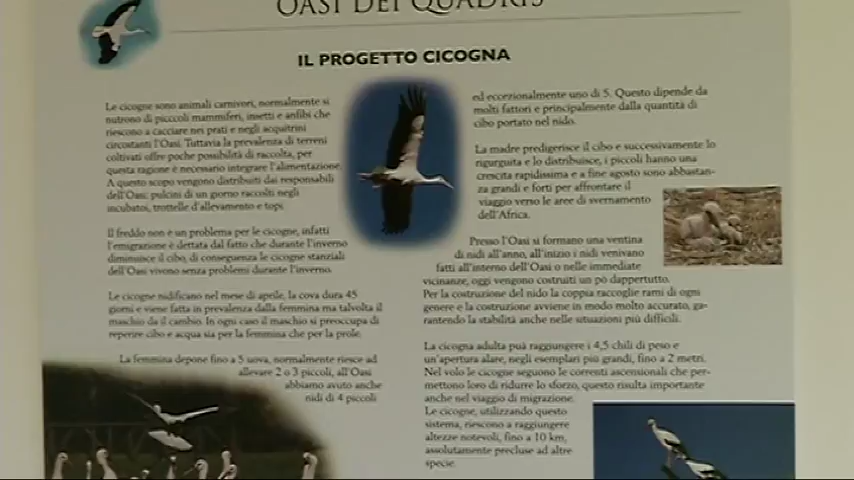 OASI DEI QUADRIS
IL PROGETTO CICOGNA
Le cicogne sono animali carnivori, normalmente si
nutrono di picccoli mammiferi, insetti e anfibi che
riescono a cacciare nei prati e negli acquitrini
circostanti l'Oasi. Tuttavia la prevalenza di terreni
coltivati offre poche possibilità di raccolta, per
questa ragione è necessario integrare l'alimentazione.
A questo scopo vengono distribuiti dai responsabili
dell'Oasi: pulcini di un giorno raccolti negli
incubatoi, trottelle d'allevamento e topi.
Il freddo non è un problema per le cicogne, infatti
l'emigrazione è dettata dal fatto che durante l'inverno
diminuisce il cibo, di conseguenza le cicogne stanziali
dell'Oasi vivono senza problemi durante l'inverno.
Le cicogne nidificano nel mese di aprile, la cova dura 45
giorni e viene fatta in prevalenza dalla femmina ma talvolta il
maschio da il cambio. In ogni caso il maschio si preoccupa di
reperire cibo e acqua sia per la femmina che per la prole.
La femmina depone fino a 5 uova, normalmente riesce ad
allevare 2 o 3 piccoli, all'Oasi
abbiamo avuto anche
nidi di 4 piccoli
ed eccezionalmente uno di 5. Questo dipende da
molti fattori e principalmente dalla quantità di
cibo portato nel nido.
La madre predigerisce il cibo e successivamente lo
rigurguita e lo distribuisce, i piccoli hanno una
crescita rapidissima e a fine agosto sono abbastan-
za grandi e forti per affrontare il
viaggio verso le aree di svernamento
dell'Africa.
Presso l'Oasi si formano una ventina
di nidi all'anno, all'inizio i nidi venivano
fatti all'interno dell'Oasi o nelle immediate
vicinanze, oggi vengono costruiti un pò dappertutto.
Per la costruzione del nido la coppia raccoglie rami di ogni
genere e la costruzione avviene in modo molto accurato, ga-
rantendo la stabilità anche nelle situazioni più difficili.
La cicogna adulta puà raggiungere i 4,5 chili di peso e
un'apertura alare, negli esemplari più grandi, fino a 2 metri.
Nel volo le cicogne seguono le correnti ascensionali che per-
mettono loro di ridurre lo sforzo, questo risulta importante
anche nel viaggio di migrazione.
Le cicogne, utilizzando questo
sistema, riescono a raggiungere
altezze notevoli, fino a 10 km,
assolutamente precluse ad altre
specie.